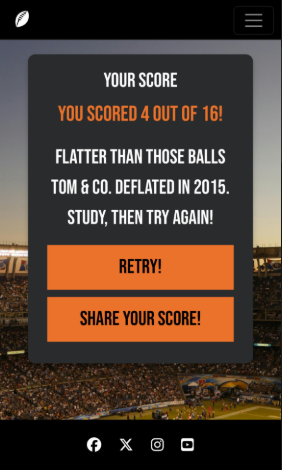 YOUR SCORE
YOU SCORED 4 OUT OF 16!
FLATTER THAN THOSE BALLS
TOM & CO. DEFLATED IN 2015.
STUDY, THEN TRY AGAIN!
RETRY!
SHARE YOUR SCORE!